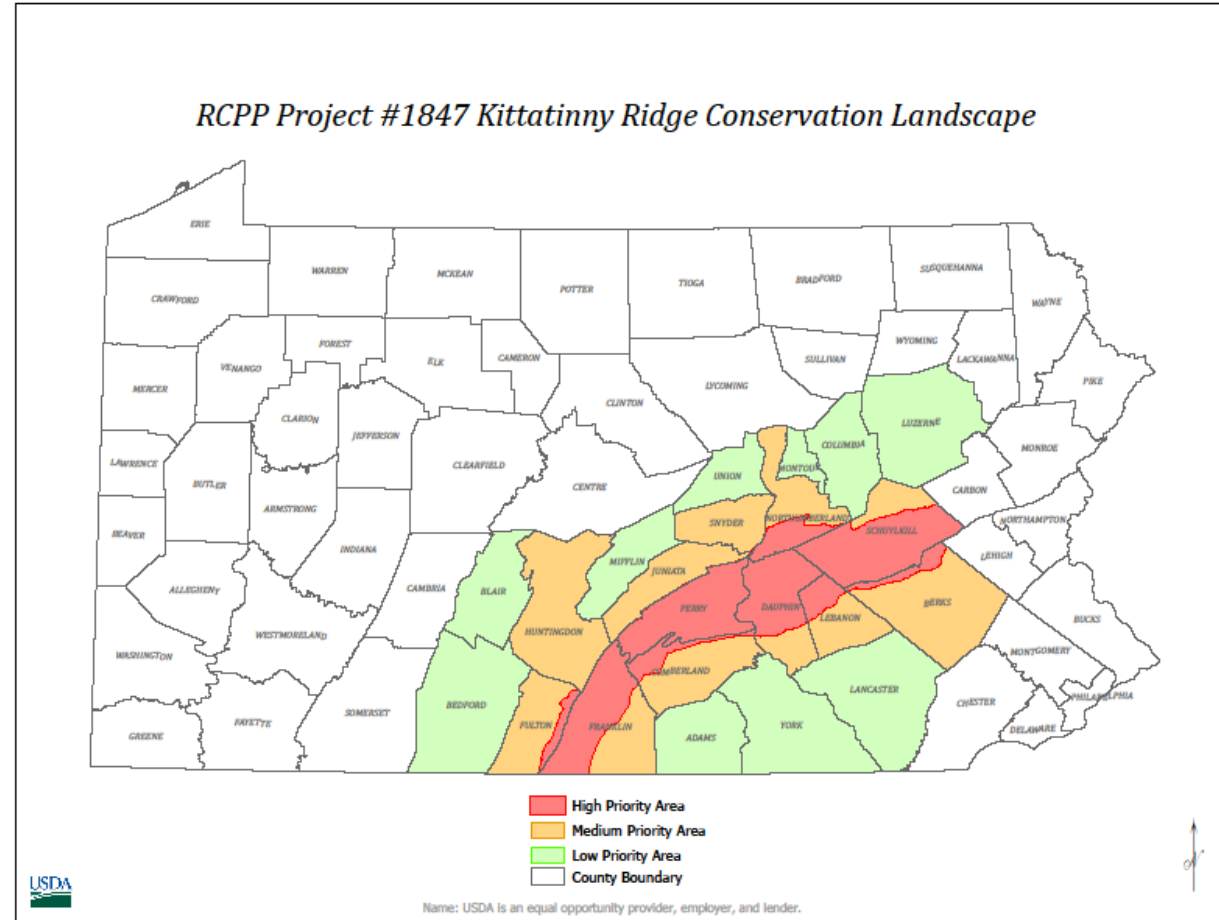 RCPP Project #1847 Kittatinny Ridge Conservation Landscape
ERIE
WARREN
MCKEAN
POTTER
TIOGA
BRADFORD
SUSQUEHANNA
WAYNE
CRAWFORD
FOREST
ELK
CAMERON
SULLIVAN
WYOMING
LACKAWANNA
VENANGO
MERCER
LYCOMING
PIKE
CLINTON
CLARION
JEFFERSON
LUZERNE
COLUMBIA
MONROE
LAWRENCE
CLEARFIELD
UNION
MONTOUR
BUTLER
CENTRE
CARBON
ARMSTRONG
SNYDER
NORTHUMBERLAND
SCHUYLKILL
NORTHAMPTON
BEAVER
INDIANA
LEHIGH
MIFFLIN
JUNIATA
ALLEGHENY
CAMBRIA
BLAIR
BERKS
PERRY
DAUPHIN
LEBANON
BUCKS
HUNTINGDON
WESTMORELAND
WASHINGTON
MONTGOMERY
CUMBERLAND
LANCASTER
PHILADELPHIA
BEDFORD
CHESTER
SOMERSET
FULTON
FRANKLIN
YORK
FAYETTE
DELAWARE
GREENE
ADAMS
High Priority Area
Medium Priority Area
Low Priority Area
County Boundary
N
USDA
Name: USDA is an equal opportunity provider, employer, and lender.